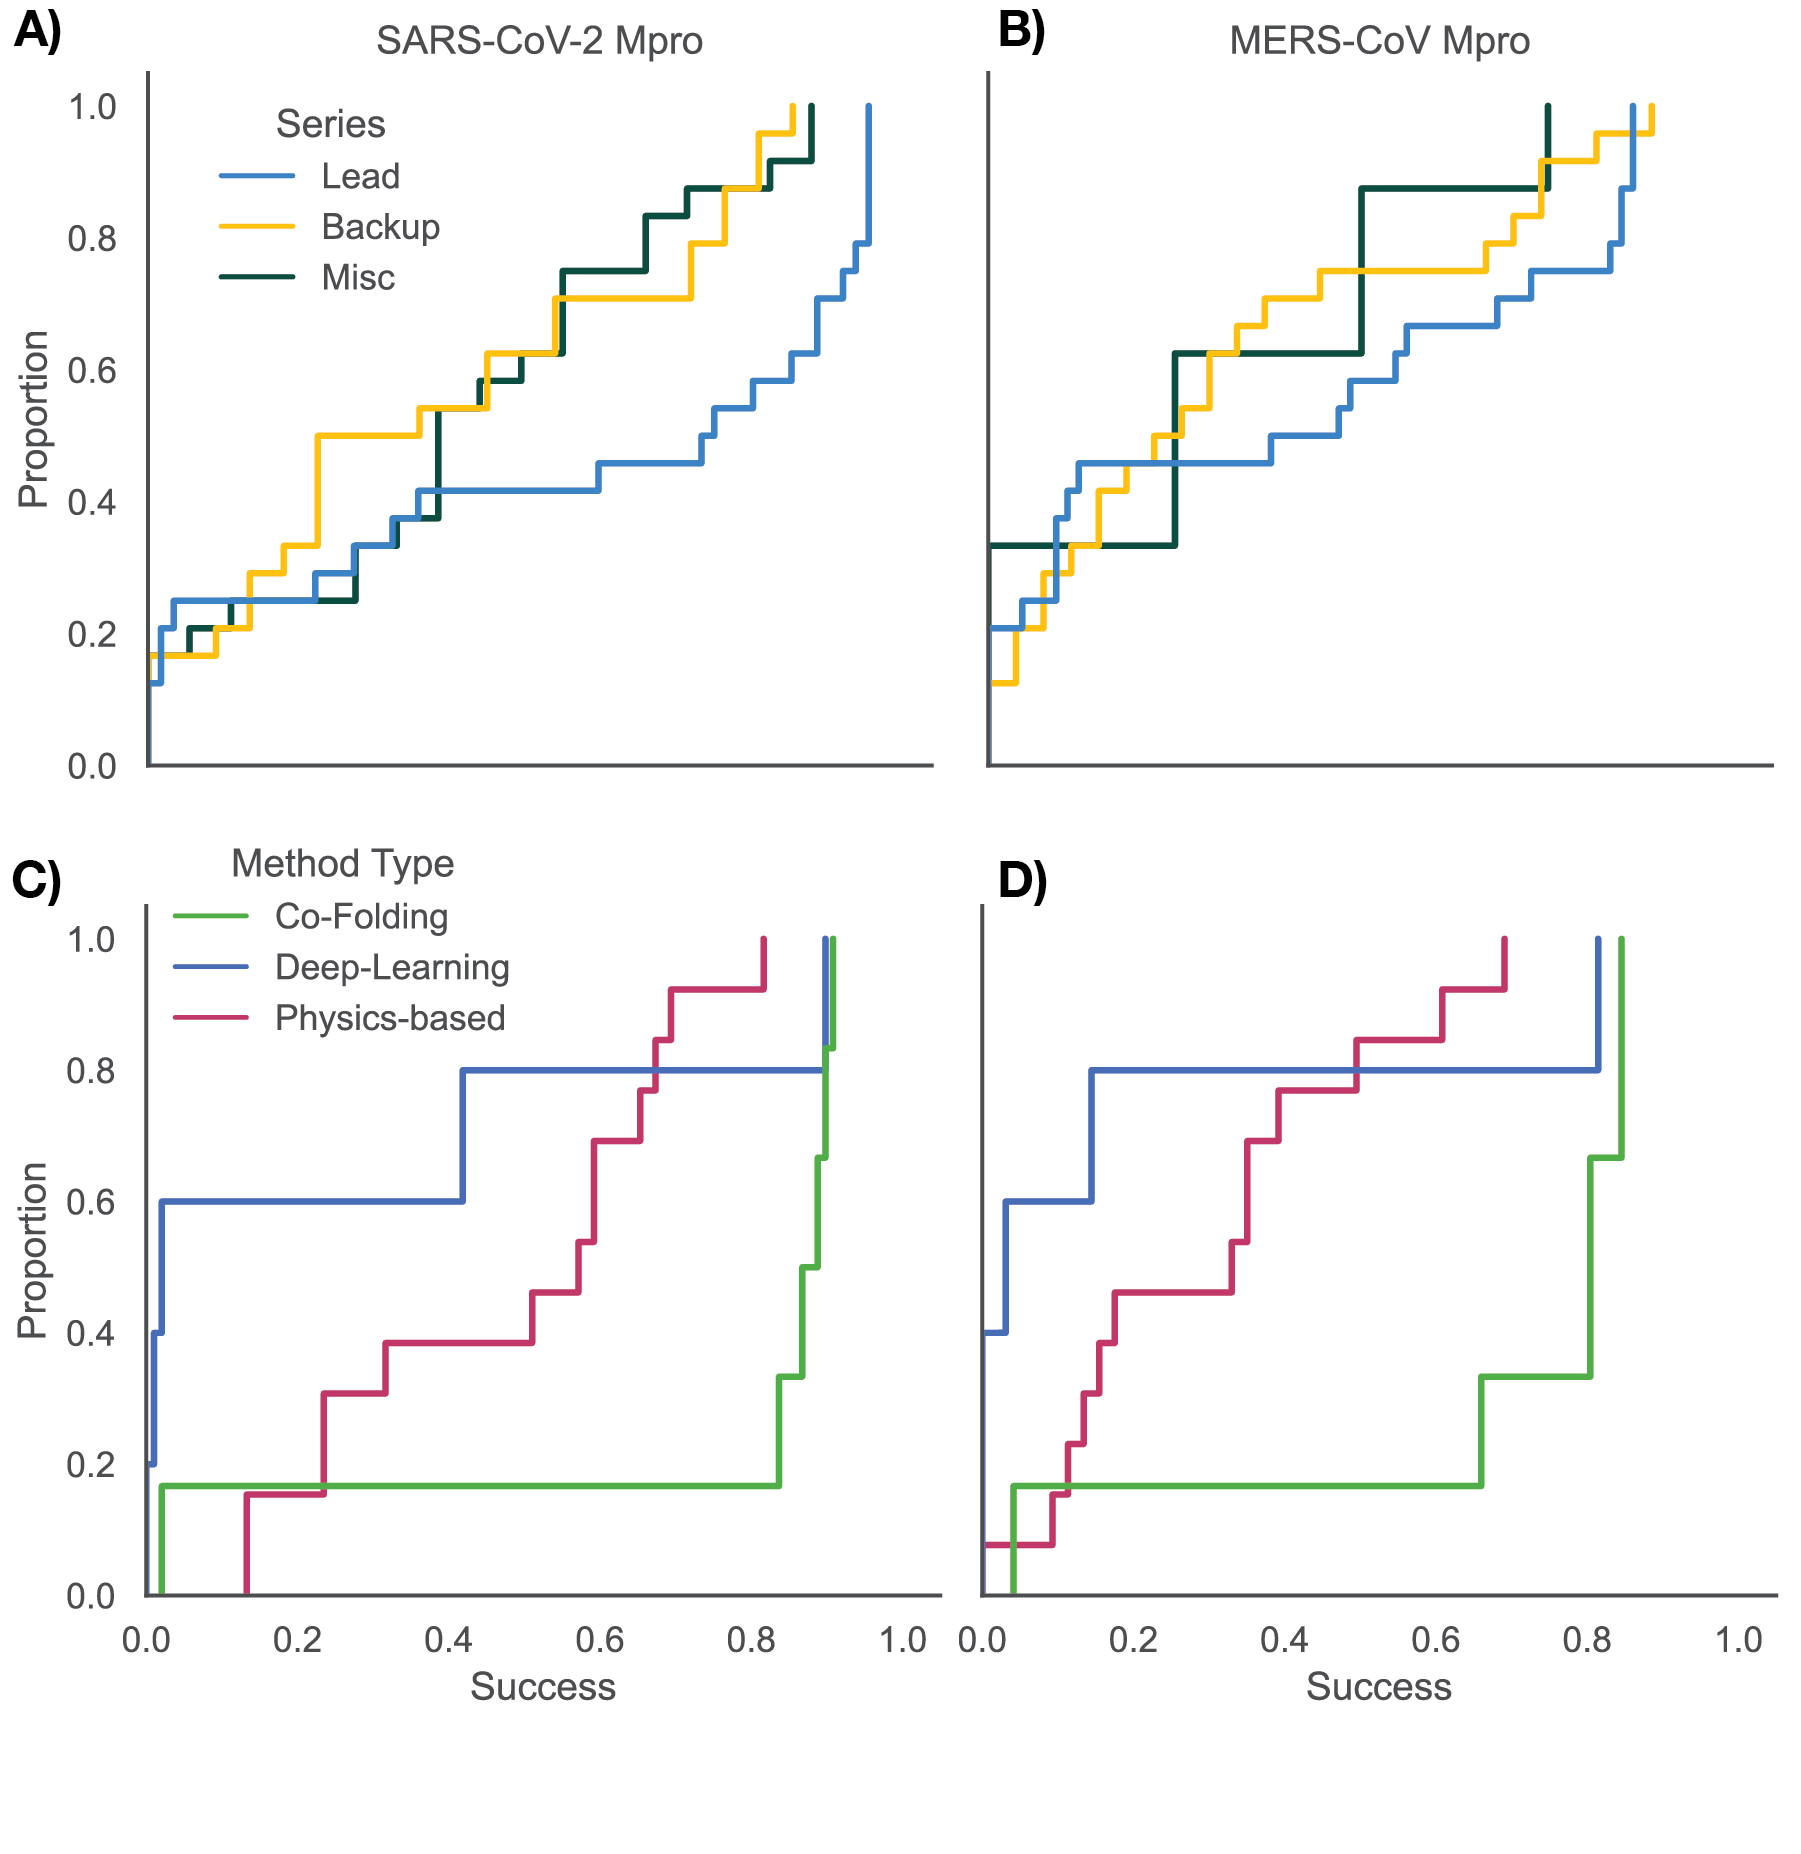 A)
SARS-CoV-2 Mpro
B)
MERS-CoV Mpro
Series
Lead
Backup
Misc
Proportion
1.0
0.8
0.6
0.4
0.2
0.0
C)
Method Type
Co-Folding
Deep-Learning
Physics-based
D)
Proportion
1.0
0.8
0.6
0.4
0.2
0.0
0.0 0.2 0.4 0.6 0.8 1.0
Success
0.0 0.2 0.4 0.6 0.8 1.0
Success